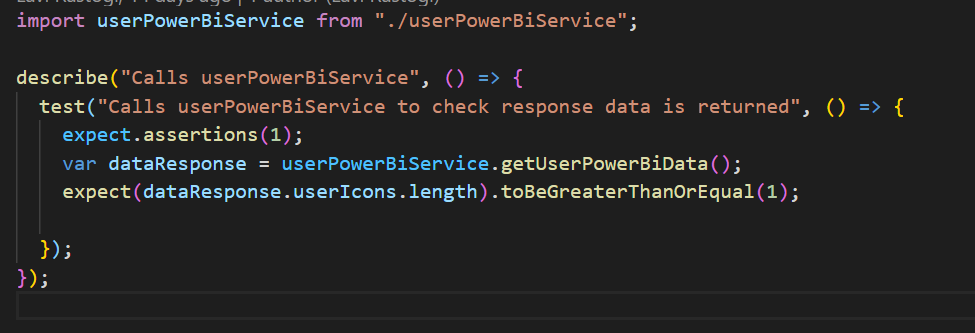 import userPowerBiService from "./userPowerBiService";
describe("Calls userPowerBiService", () => {
test("Calls userPowerBiService to check response data is returned", () => {
expect.assertions(1);
var dataResponse = userPowerBiService.getUserPowerBiData();
expect(dataResponse.userIcons.length).toBeGreaterThanOrEqual(1);
});
});